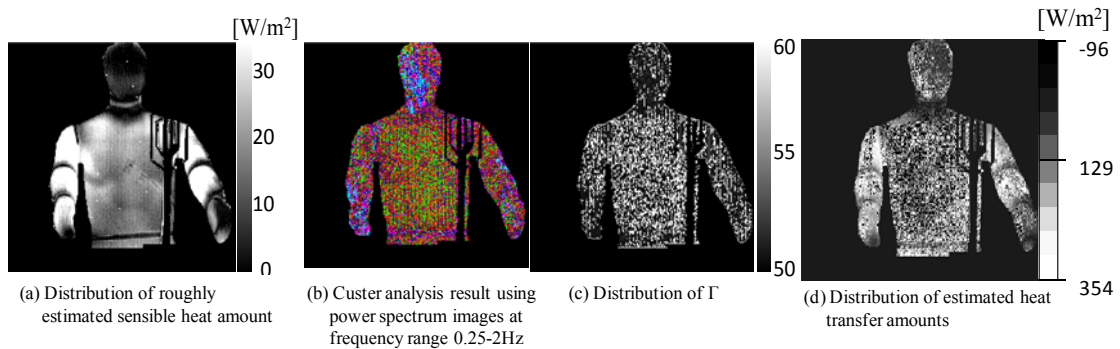 [W/m²]
30
20
10
0
60
55
50
[W/m²]
-96
129
354
(a) Distribution of roughly
estimated sensible heat amount
(b) Custer analysis result using
power spectrum images at
frequency range 0.25-2Hz
(c) Distribution of Γ
(d) Distribution of estimated heat
transfer amounts